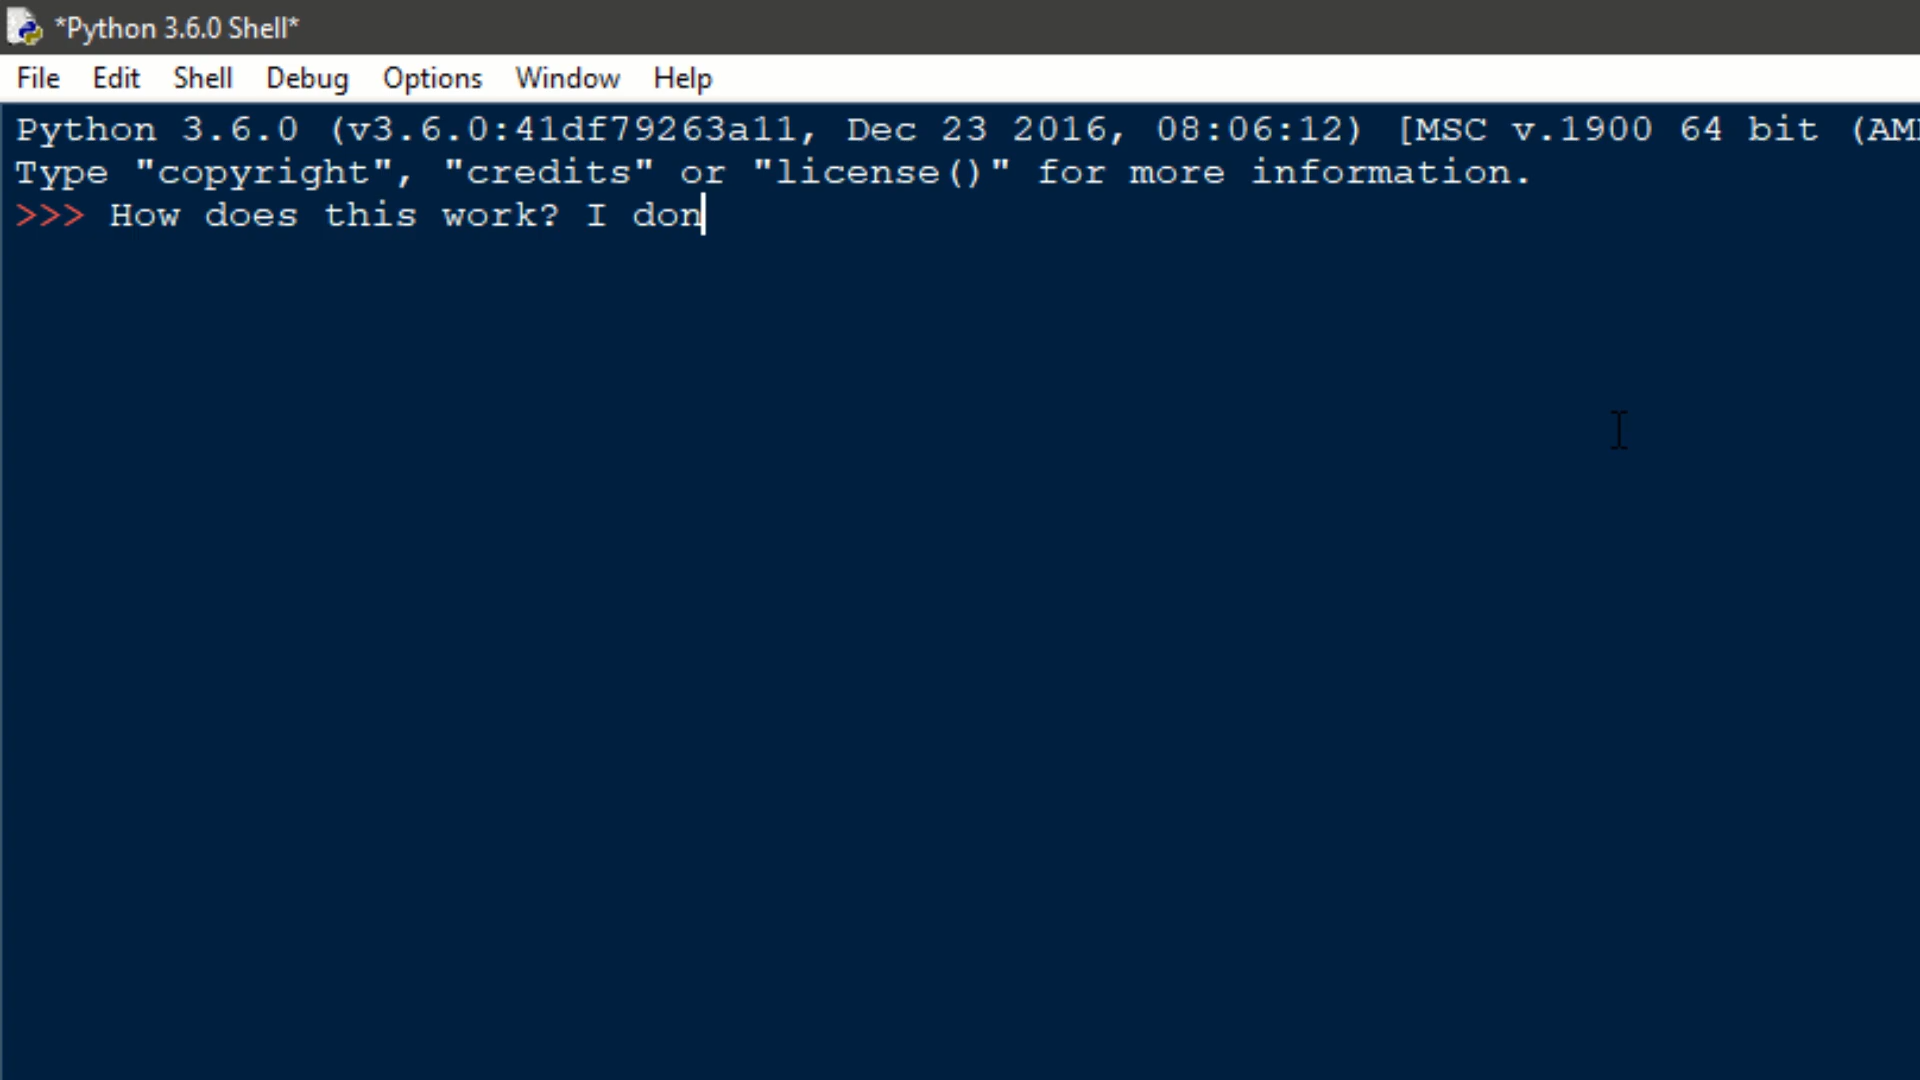 *Python 3.6.0 Shell*
File Edit Shell Debug Options Window Help
Python 3.6.0 (v3.6.0:41df79263a11, Dec 23 2016, 08:06:12) [MSC v.1900 64 bit (AM
Type "copyright", "credits" or "license()" for more information.
>>> How does this work? I don